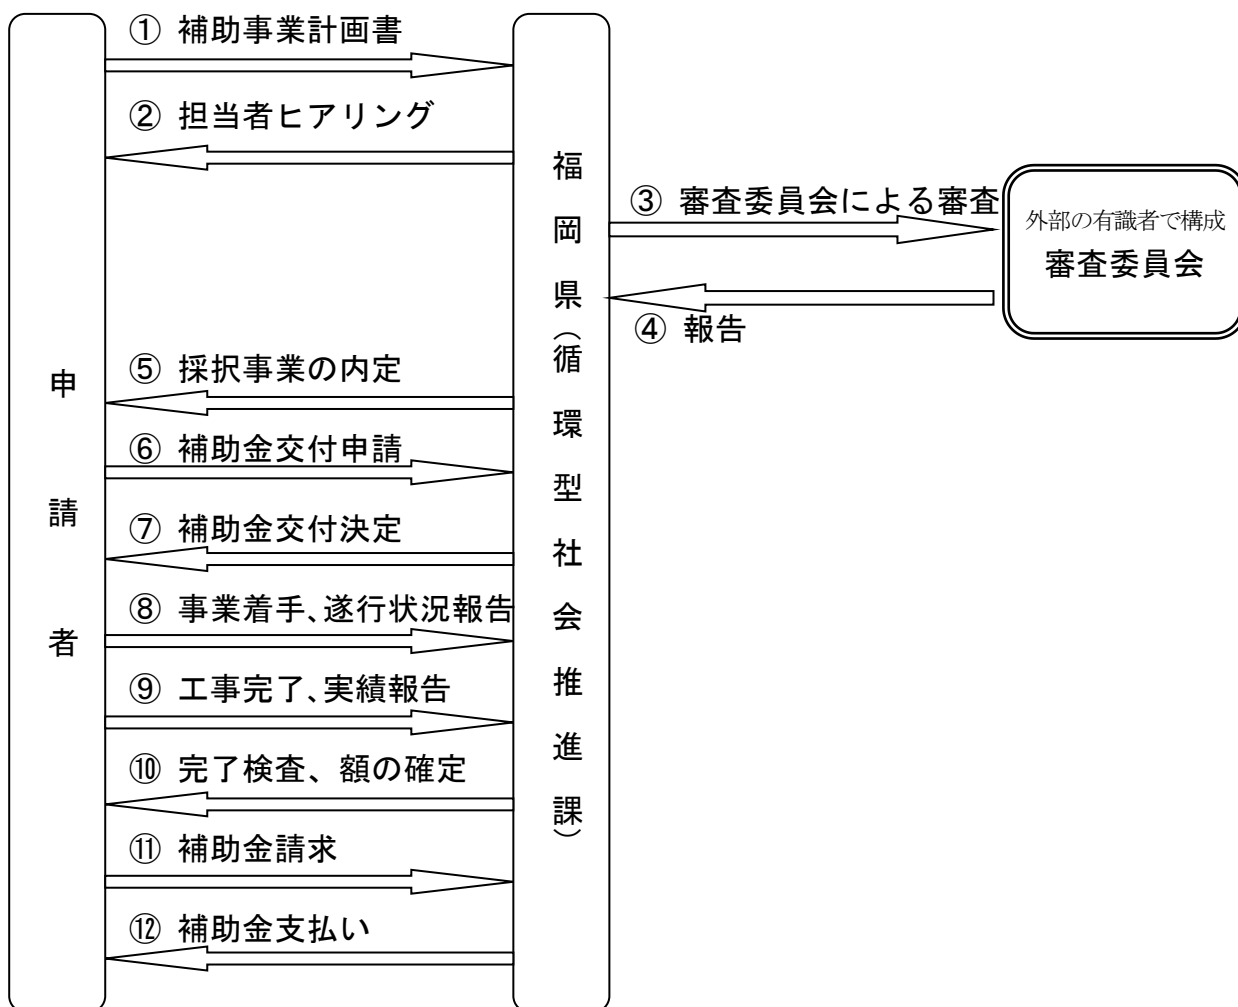 ① 補助事業計画書
② 担当者ヒアリング
③ 審査委員会による審査
外部の有識者で構成
審査委員会
④ 報告
⑤ 採択事業の内定
⑥ 補助金交付申請
⑦ 補助金交付決定
⑧ 事業着手、遂行状況報告
⑨ 工事完了、実績報告
⑩ 完了検査、額の確定
⑪ 補助金請求
⑫ 補助金支払い
申請者
福岡県(循環型社会推進課)